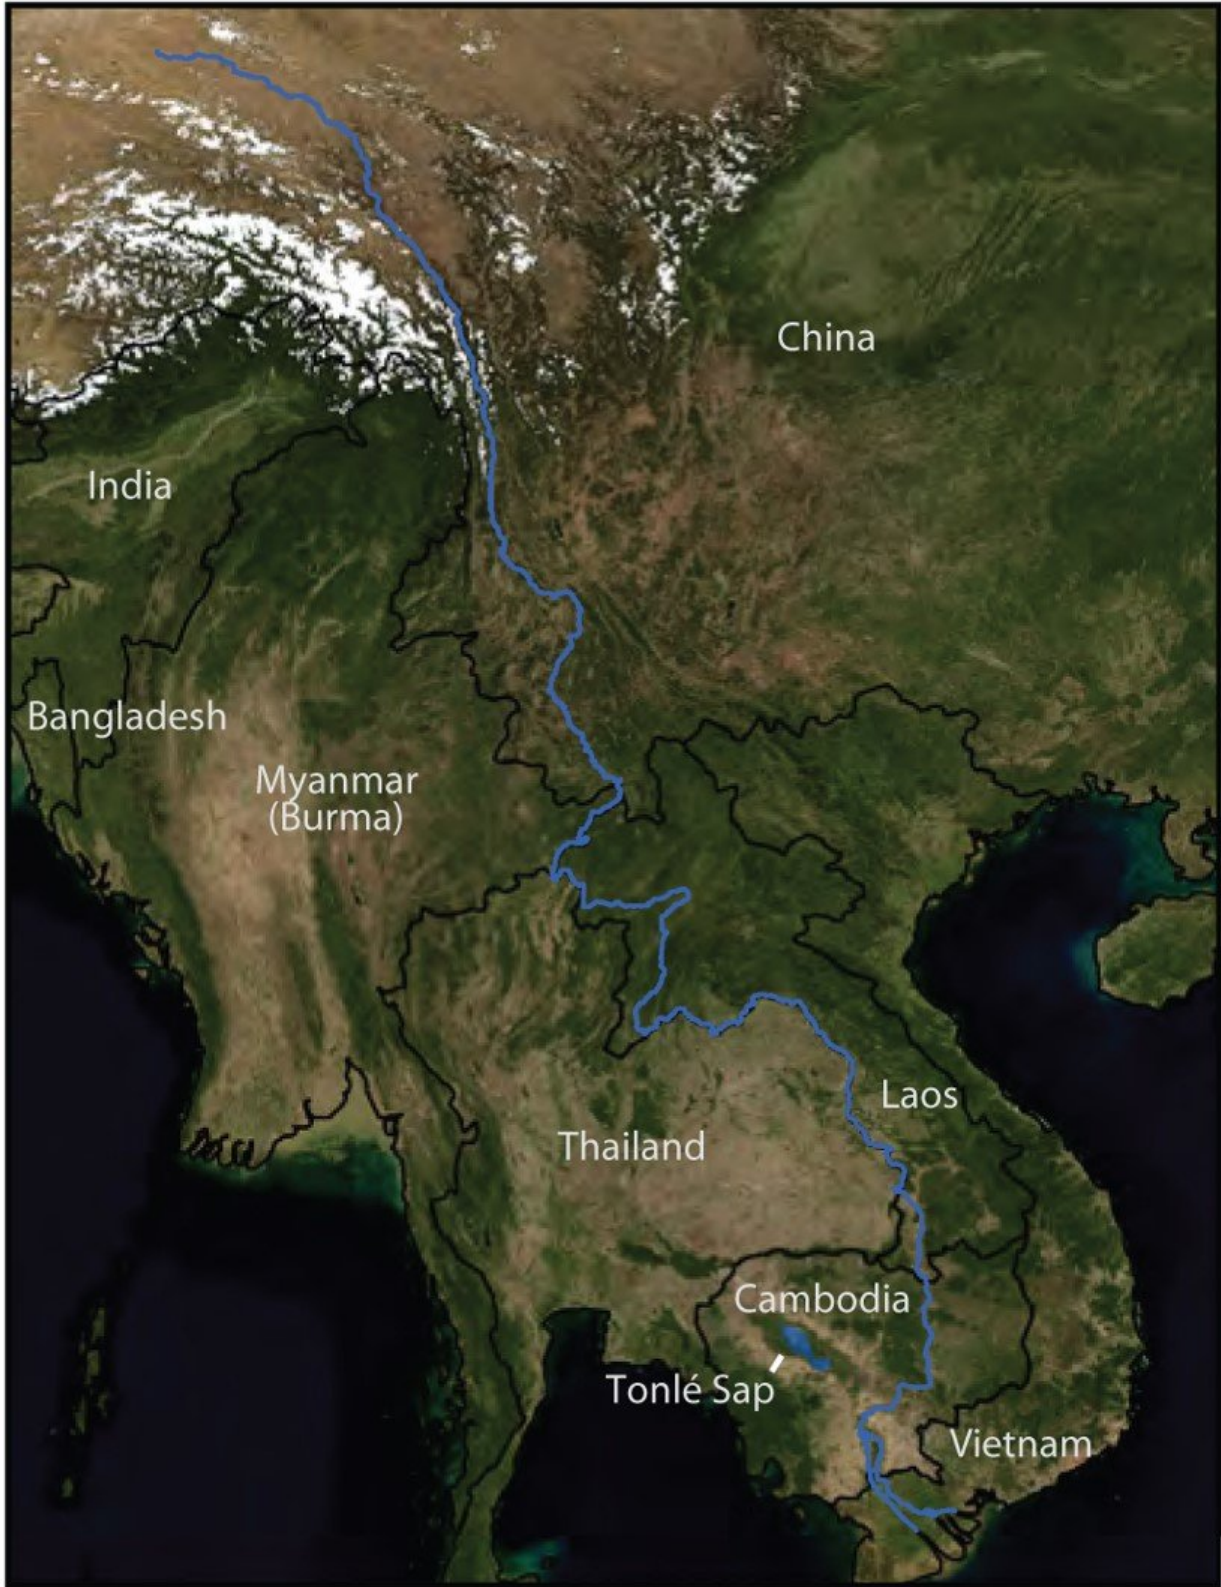 China
India
Bangladesh
Myanmar
(Burma)
Laos
Thailand
Cambodia
Tonlé Sap
Vietnam